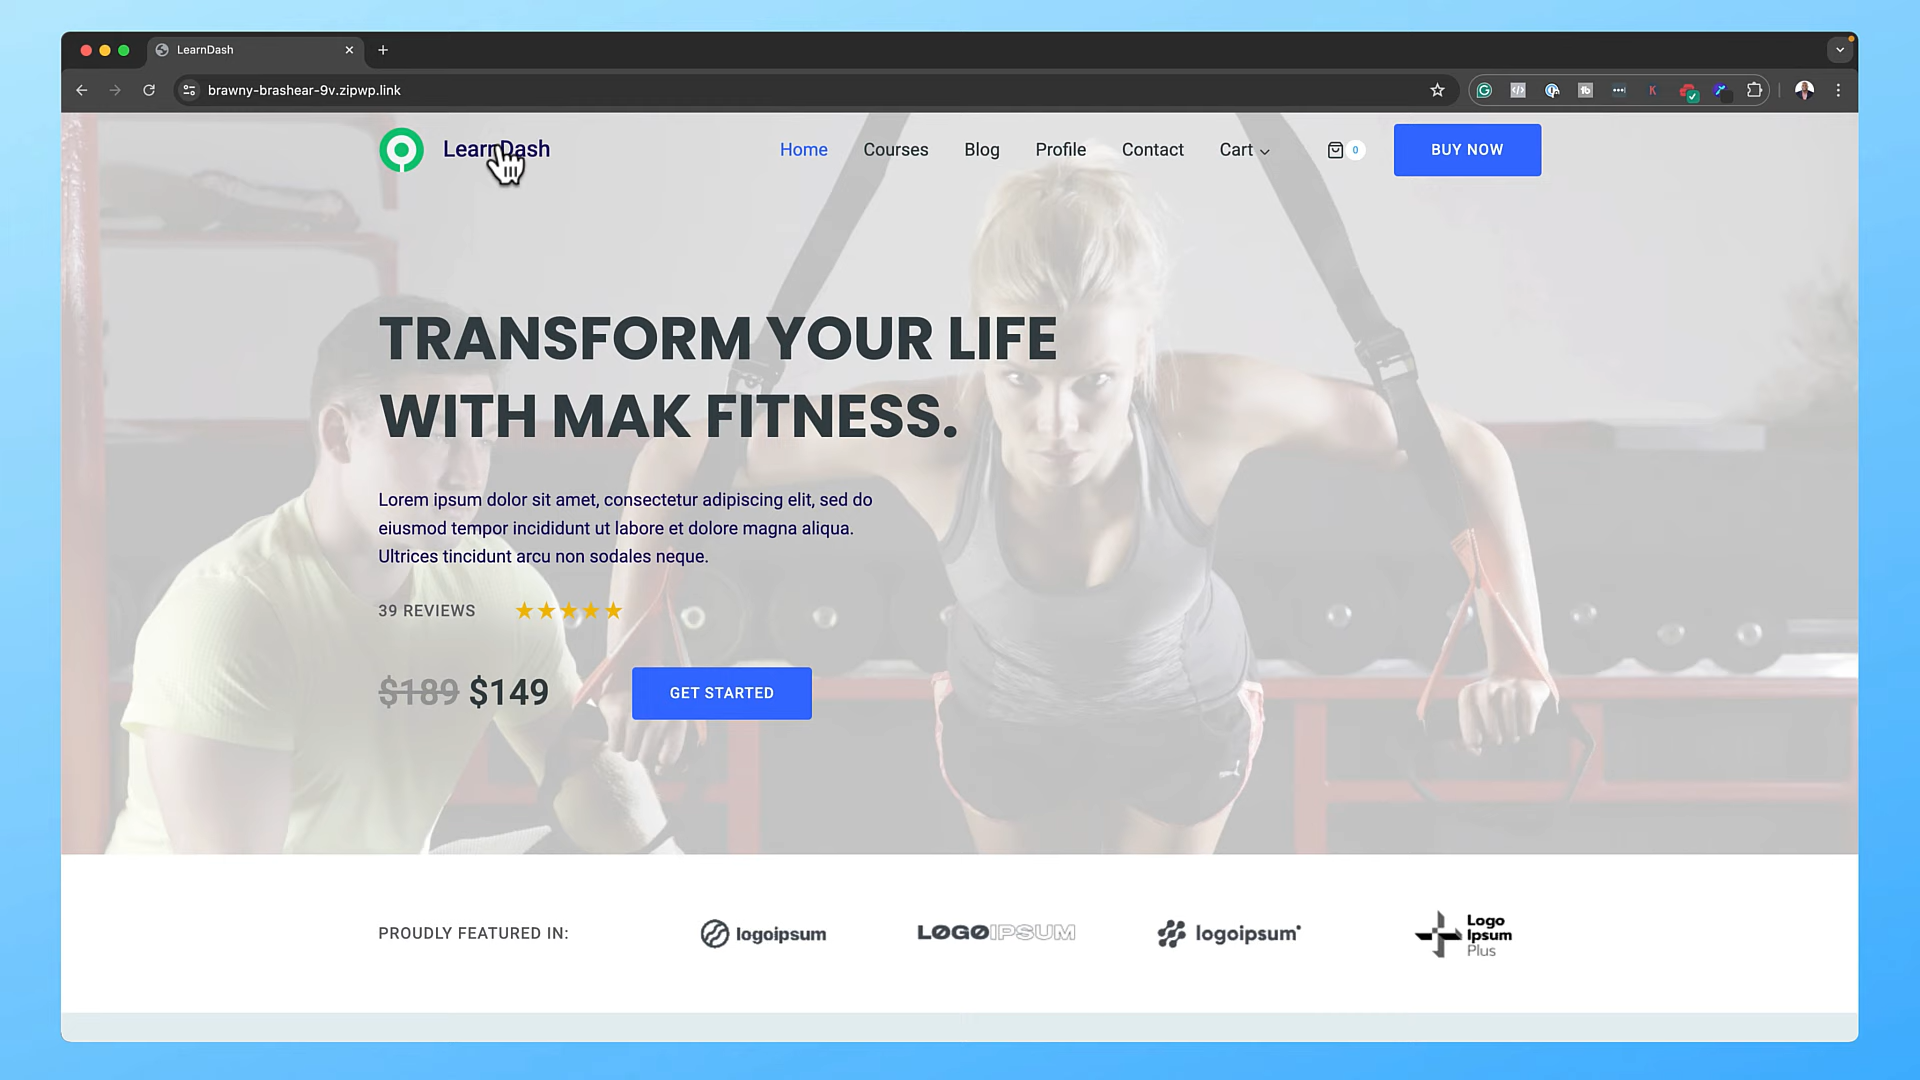 LearnDash
brawny-brashear-9v.zipwp.link
LearnDash
Home
Courses
Blog
Profile
Contact
Cart
0
BUY NOW
TRANSFORM YOUR LIFE
WITH MAK FITNESS.
Lorem ipsum dolor sit amet, consectetur adipiscing elit, sed do
eiusmod tempor incididunt ut labore et dolore magna aliqua.
Ultrices tincidunt arcu non sodales neque.
39 REVIEWS
$189 $149
GET STARTED
PROUDLY FEATURED IN:
logoipsum
LOGOIPSUM
logoipsum
Logo
Ipsum
Plus